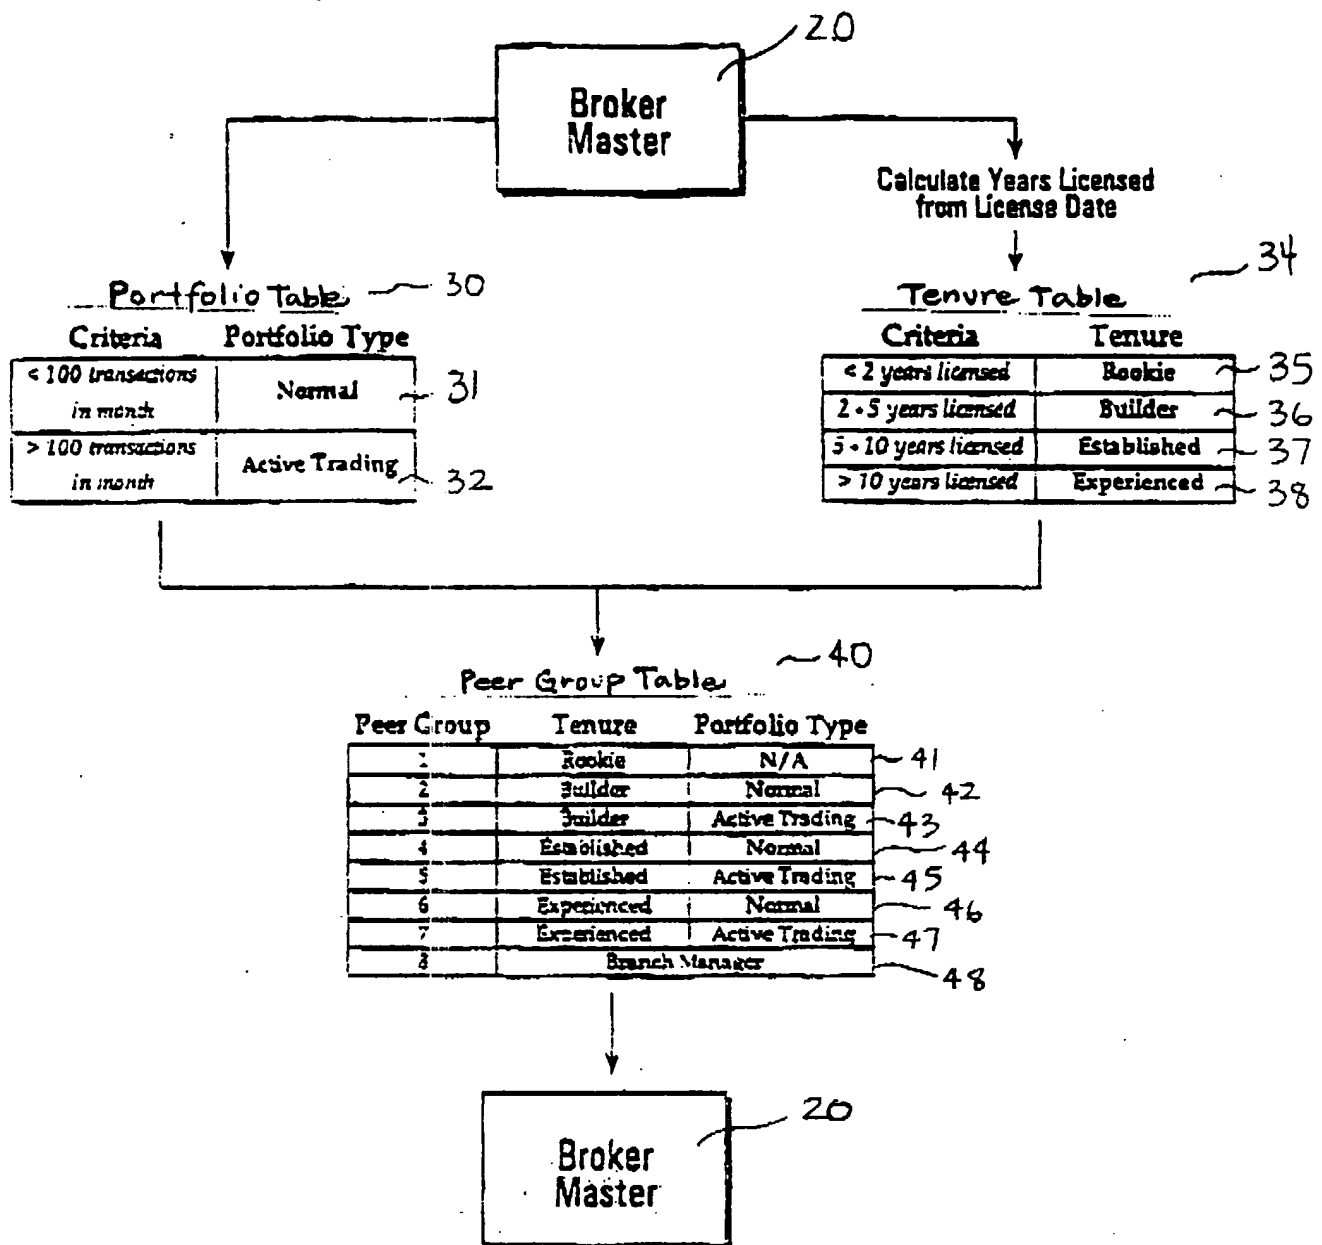 20
Broker
Master
Calculate Years Licensed
from License Date
Portfolio Table 30
Criteria Portfolio Type
< 100 transactions
in month
Normal 31
> 100 transactions
in month
Active Trading 32
Tenure Table 34
Criteria Tenure
< 2 years licensed Rookie 35
2 - 5 years licensed Builder 36
5 - 10 years licensed Established 37
> 10 years licensed Experienced 38
Peer Group Table 40
Peer Group Tenure Portfolio Type
1 Rookie N/A 41
2 Builder Normal 42
3 Builder Active Trading 43
4 Established Normal 44
5 Established Active Trading 45
6 Experienced Normal 46
7 Experienced Active Trading 47
8 Branch Manager 48
20
Broker
Master